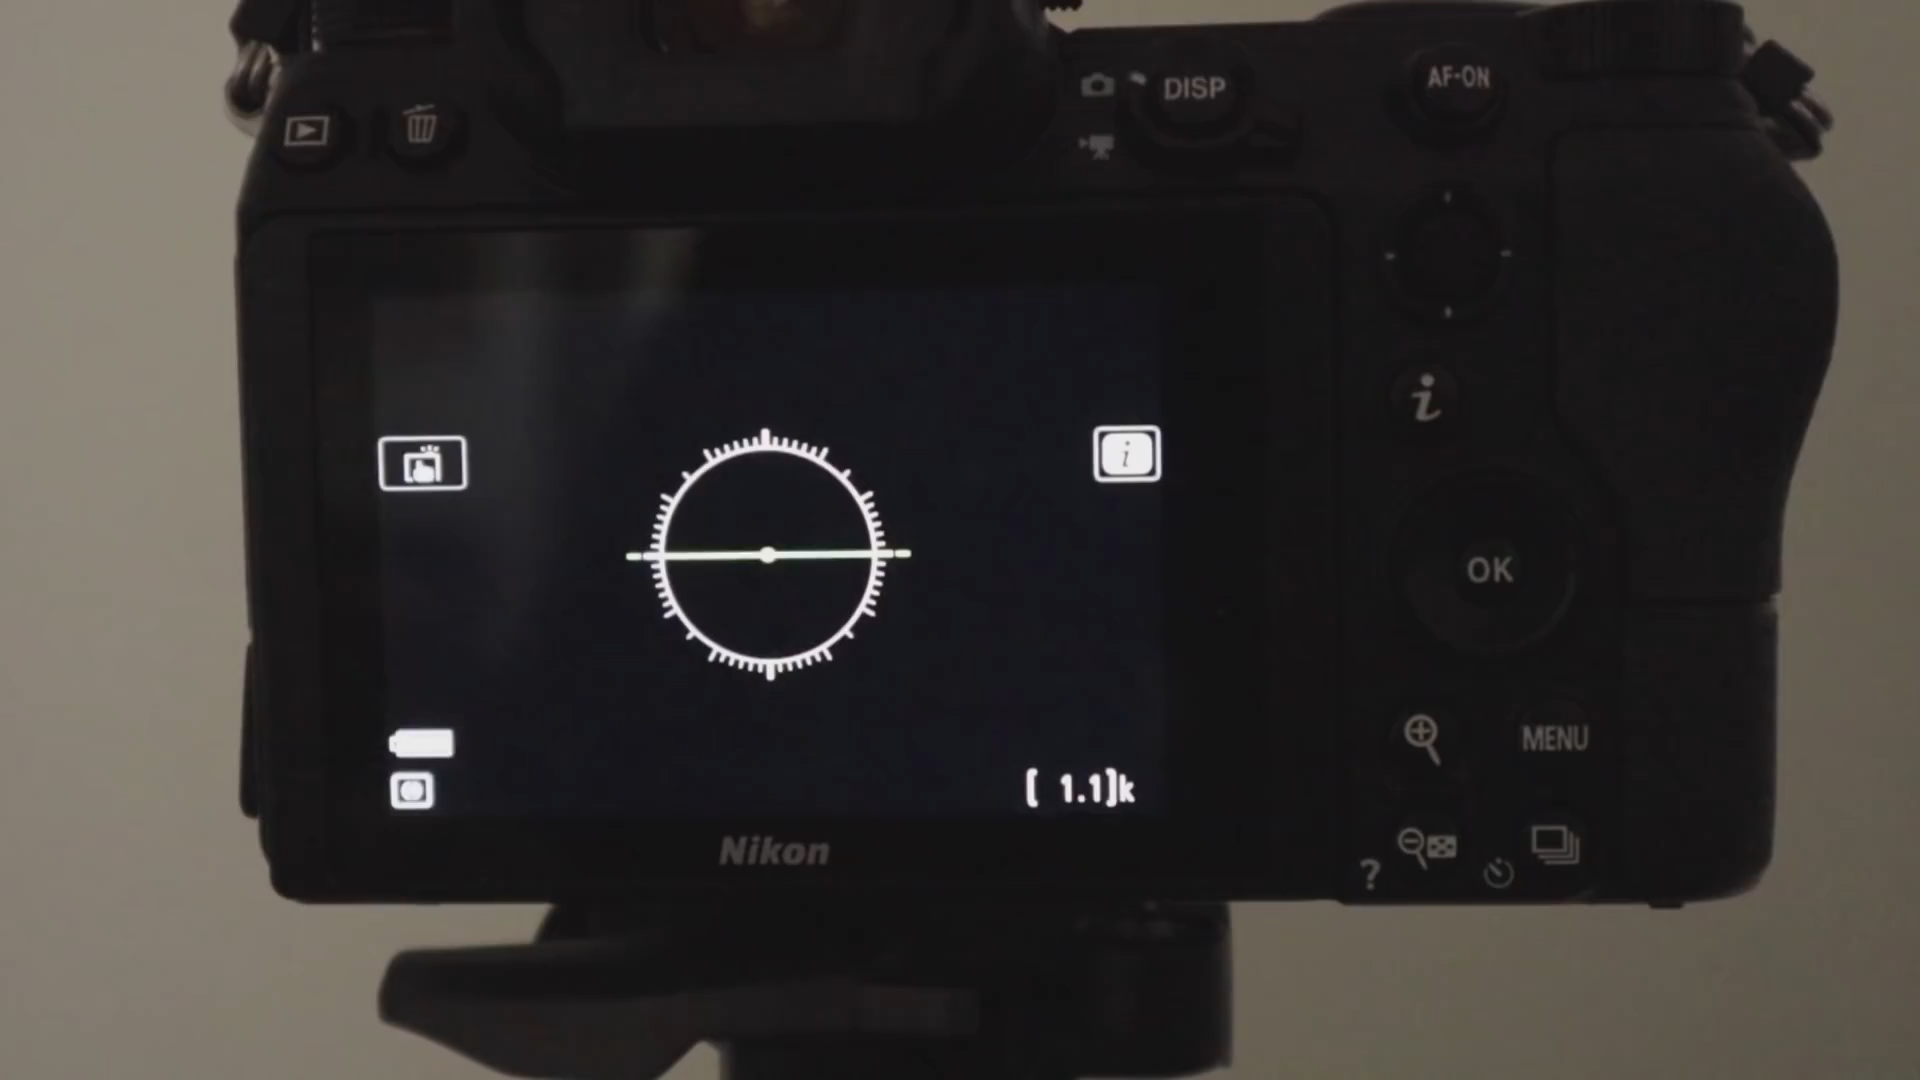 DISP
AF-ON
i
i
OK
MENU
[ 1.1]k
Nikon
?